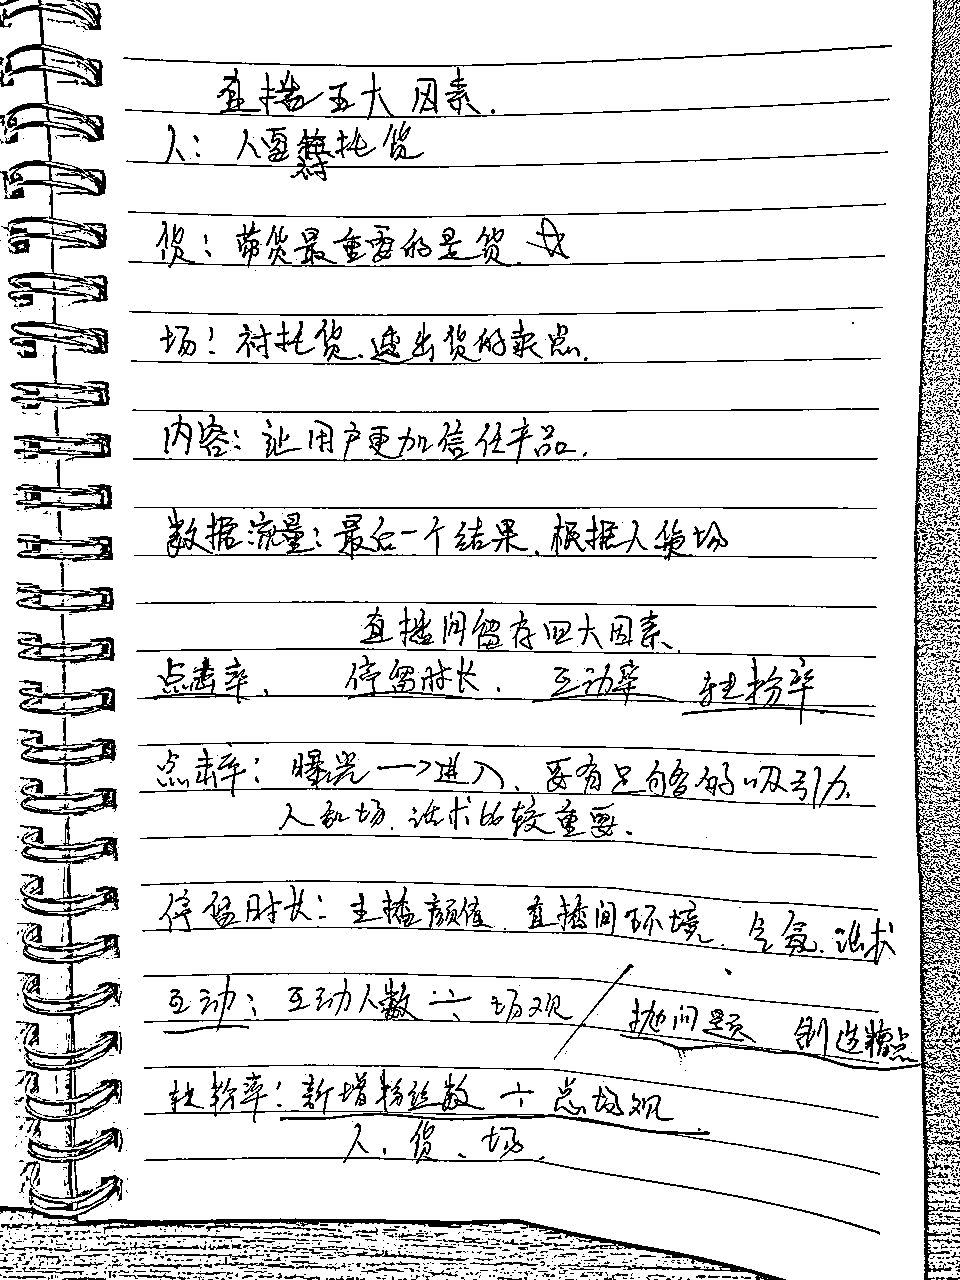 直播五大因素.
人：人要衬托货
货：带货最重要的是货.☆
场：衬托货.透出货的卖点.
内容：让用户更加信任产品.
数据流量：最后一个结果.根据人货场
直播间留存四大因素.
点击率、 停留时长、 互动率 转粉率
点击率：曝光→进入、要有足够的吸引力.
人和场.话术比较重要.
停留时长：主播颜值 直播间环境. 气氛.话术
互动：互动人数÷场观 / 抛问题 制造槽点
转粉率：新增粉丝数÷总场观
人、货、场.